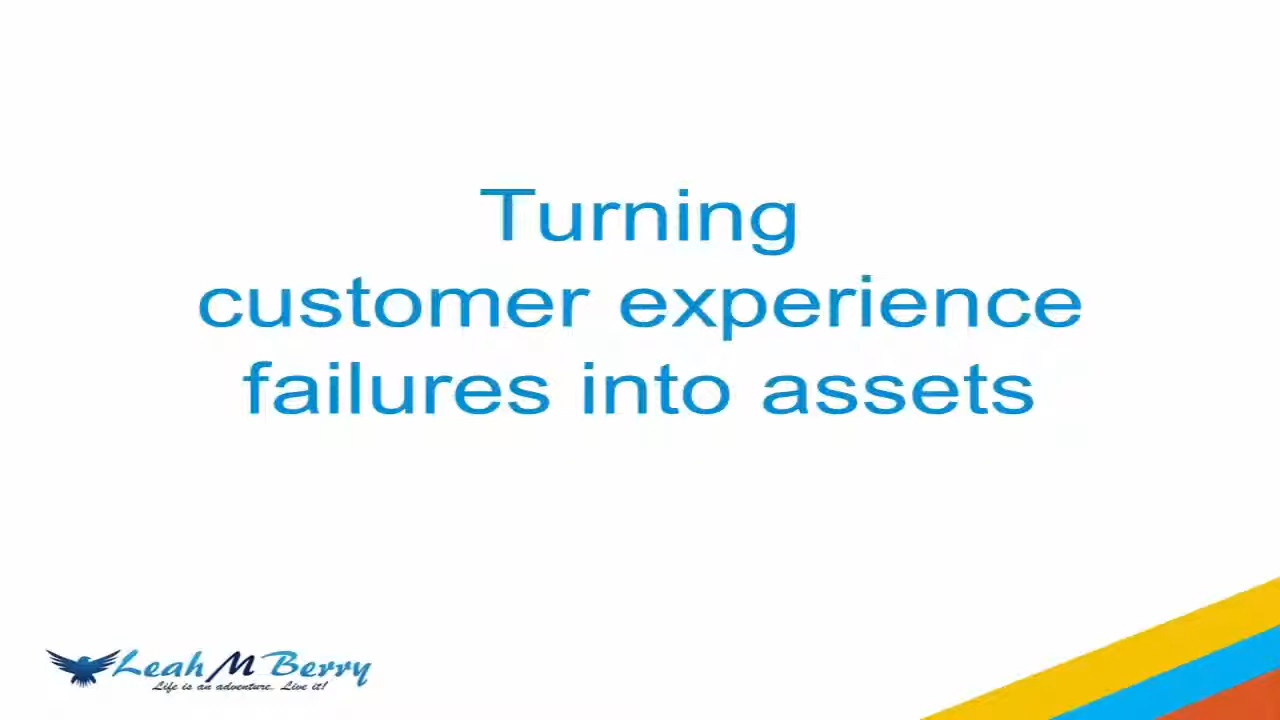 Turning
customer experience
failures into assets
Leah M Berry
Life is an adventure. Live it!